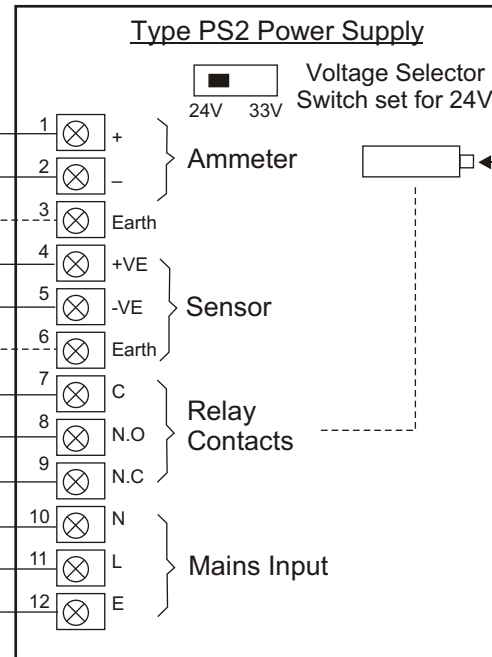 Type PS2 Power Supply
Voltage Selector
Switch set for 24V
24V 33V
1 +
2 –
Ammeter
3 Earth
4 +VE
5 -VE
Sensor
6 Earth
7 C
8 N.O
Relay
Contacts
9 N.C
10 N
11 L
Mains Input
12 E